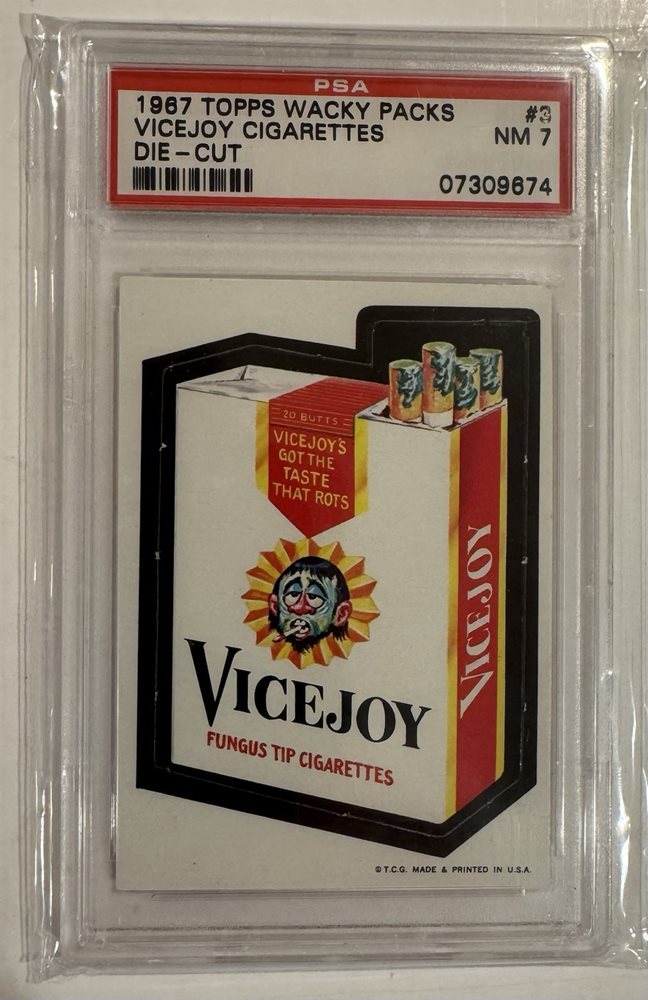 PSA
1967 TOPPS WACKY PACKS #3
VICEJOY CIGARETTES NM 7
DIE-CUT
07309674
20 BUTTS
VICEJOY'S
GOT THE
TASTE
THAT ROTS
VICEJOY
VICEJOY
FUNGUS TIP CIGARETTES
© T.C.G. MADE & PRINTED IN U.S.A.